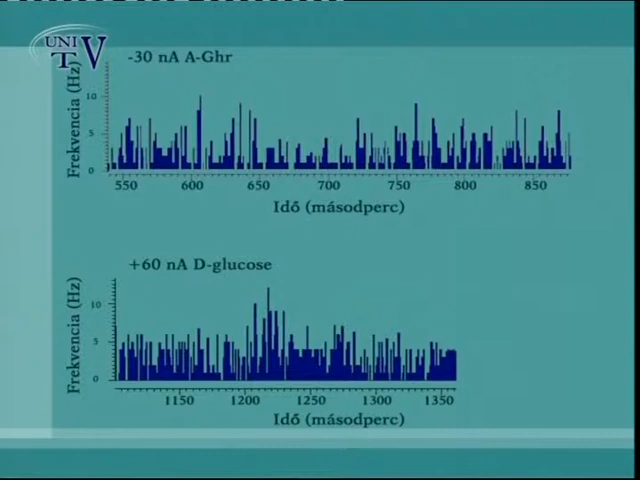 UNI
TV
-30 nA A-Ghr
Frekvencia (Hz)
10
5
0
550 600 650 700 750 800 850
Idő (másodperc)
+60 nA D-glucose
Frekvencia (Hz)
10
5
0
1150 1200 1250 1300 1350
Idő (másodperc)